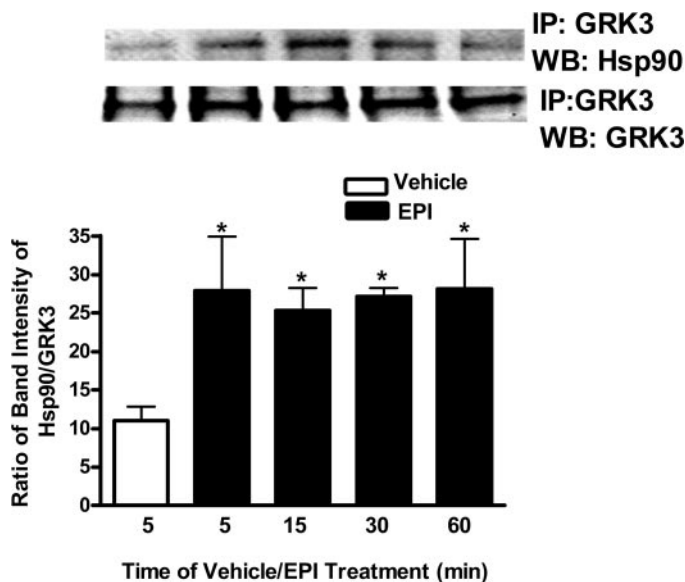 IP: GRK3
WB: Hsp90
IP:GRK3
WB: GRK3
Vehicle
EPI
Ratio of Band Intensity of
Hsp90/GRK3
35
30
25
20
15
10
5
0
* * * *
5 5 15 30 60
Time of Vehicle/EPI Treatment (min)